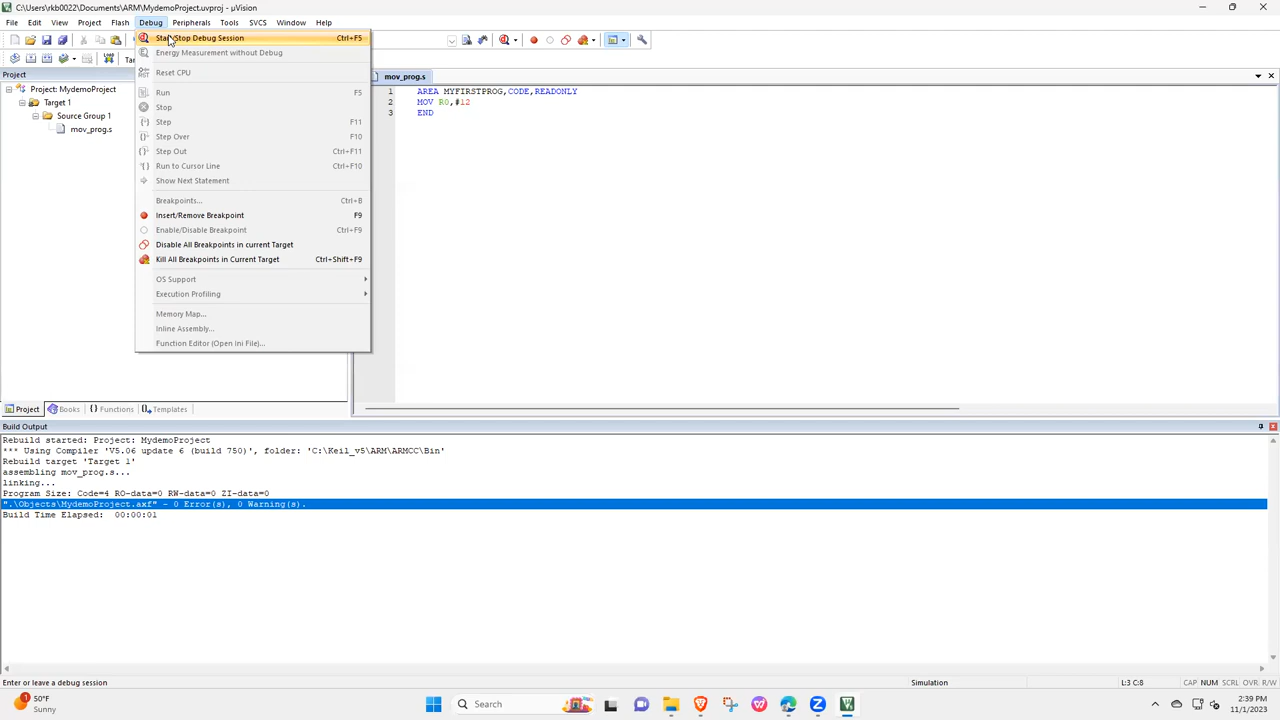 C:\Users\rkb0022\Documents\ARM\MydemoProject.uvproj - µVision
File Edit View Project Flash Debug Peripherals Tools SVCS Window Help
Start/Stop Debug Session Ctrl+F5
Energy Measurement without Debug
Reset CPU
Run F5
Stop
Step F11
Step Over F10
Step Out Ctrl+F11
Run to Cursor Line Ctrl+F10
Show Next Statement
Breakpoints... Ctrl+B
Insert/Remove Breakpoint F9
Enable/Disable Breakpoint Ctrl+F9
Disable All Breakpoints in current Target
Kill All Breakpoints in Current Target Ctrl+Shift+F9
OS Support
Execution Profiling
Memory Map...
Inline Assembly...
Function Editor (Open Ini File)...
Project
Project: MydemoProject
Target 1
Source Group 1
mov_prog.s
mov_prog.s
1 AREA MYFIRSTPROG,CODE,READONLY
2 MOV R0,#12
3 END
Project Books Functions Templates
Build Output
Rebuild started: Project: MydemoProject
*** Using Compiler 'V5.06 update 6 (build 750)', folder: 'C:\Keil_v5\ARM\ARMCC\Bin'
Rebuild target 'Target 1'
assembling mov_prog.s...
linking...
Program Size: Code=4 RO-data=0 RW-data=0 ZI-data=0
".\Objects\MydemoProject.axf" - 0 Error(s), 0 Warning(s).
Build Time Elapsed:  00:00:01
Enter or leave a debug session Simulation L:3 C:8 CAP NUM SCRL OVR R/W
1
50°F
Sunny
Search
2:39 PM
11/1/2023